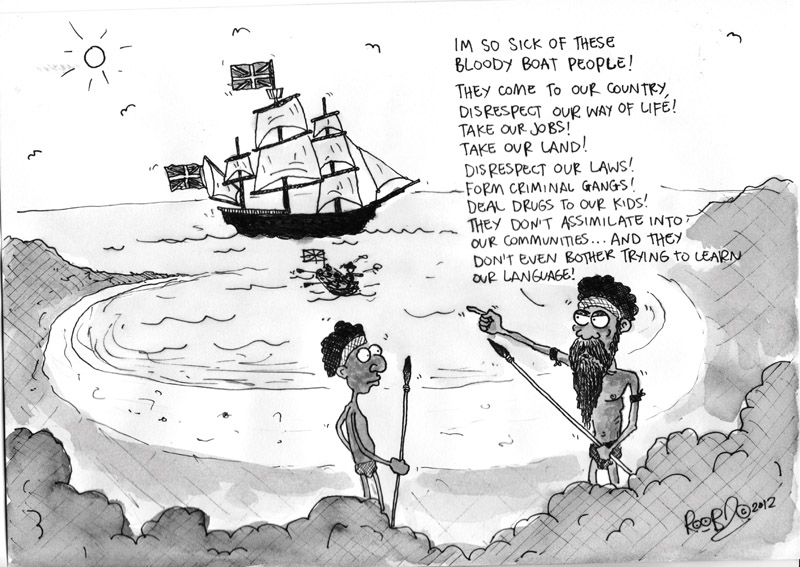 IM SO SICK OF THESE
BLOODY BOAT PEOPLE!
THEY COME TO OUR COUNTRY,
DISRESPECT OUR WAY OF LIFE!
TAKE OUR JOBS!
TAKE OUR LAND!
DISRESPECT OUR LAWS!
FORM CRIMINAL GANGS!
DEAL DRUGS TO OUR KIDS!
THEY DON'T ASSIMILATE INTO
OUR COMMUNITIES... AND THEY
DON'T EVEN BOTHER TRYING TO LEARN
OUR LANGUAGE!
© 2012